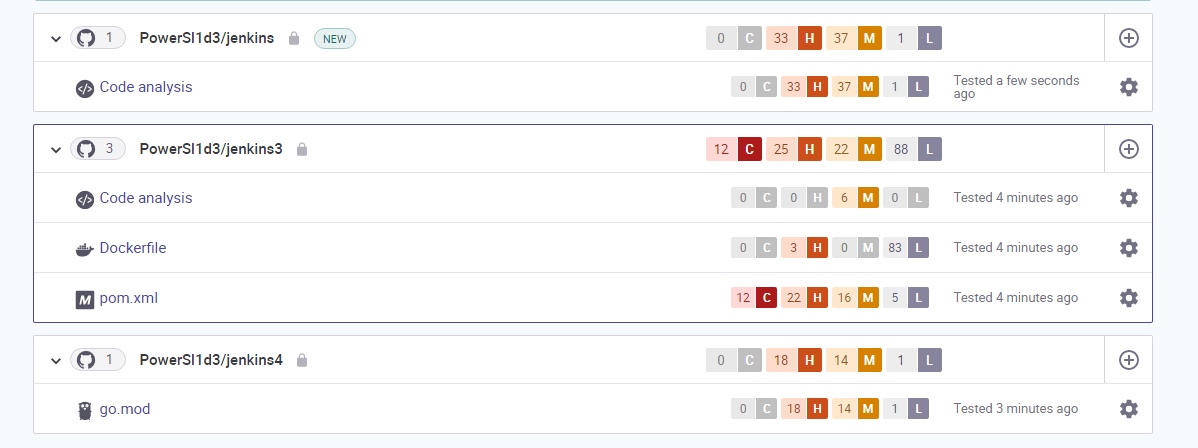 1 PowerSl1d3/jenkins NEW 0 C 33 H 37 M 1 L
Code analysis 0 C 33 H 37 M 1 L Tested a few seconds
ago
3 PowerSl1d3/jenkins3 12 C 25 H 22 M 88 L
Code analysis 0 C 0 H 6 M 0 L Tested 4 minutes ago
Dockerfile 0 C 3 H 0 M 83 L Tested 4 minutes ago
M pom.xml 12 C 22 H 16 M 5 L Tested 4 minutes ago
1 PowerSl1d3/jenkins4 0 C 18 H 14 M 1 L
go.mod 0 C 18 H 14 M 1 L Tested 3 minutes ago